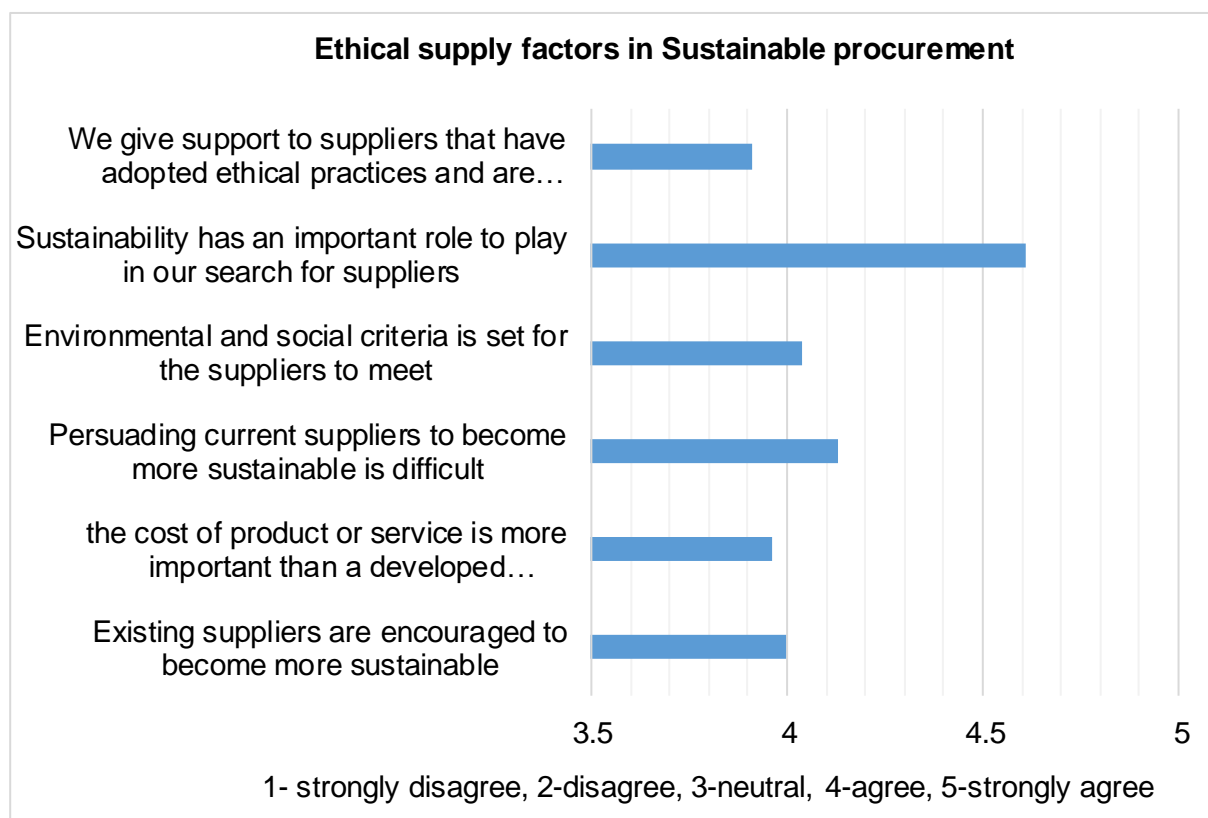 Ethical supply factors in Sustainable procurement
We give support to suppliers that have
adopted ethical practices and are…
Sustainability has an important role to play
in our search for suppliers
Environmental and social criteria is set for
the suppliers to meet
Persuading current suppliers to become
more sustainable is difficult
the cost of product or service is more
important than a developed…
Existing suppliers are encouraged to
become more sustainable
3.5 4 4.5 5
1- strongly disagree, 2-disagree, 3-neutral, 4-agree, 5-strongly agree